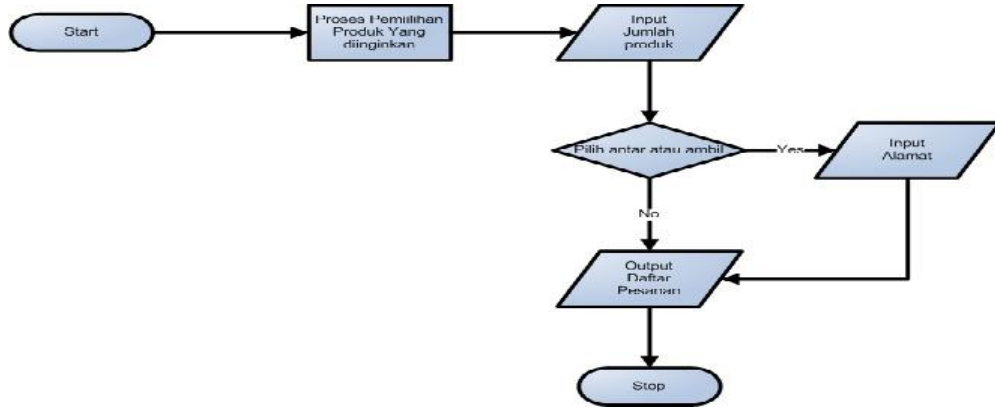 Start
Proses Pemilihan
Produk Yang
diinginkan
Input
Jumlah
produk
Pilih antar atau ambil
Yes
Input
Alamat
No
Output
Daftar
Pesanan
Stop